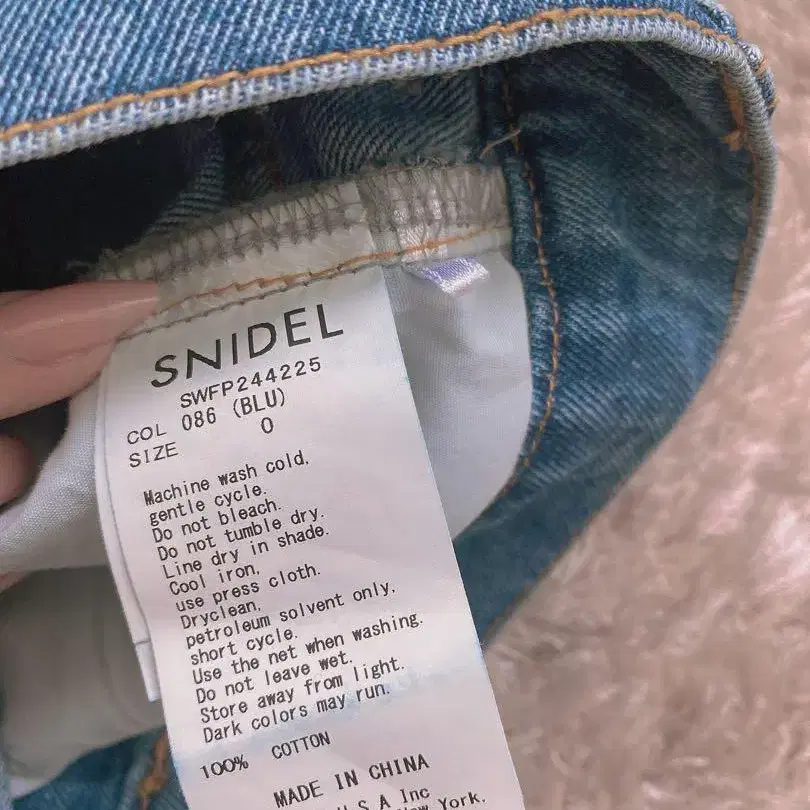 SNIDEL
SWFP244225
COL 086 (BLU)
SIZE 0
Machine wash cold,
gentle cycle.
Do not bleach.
Do not tumble dry.
Line dry in shade.
Cool iron,
use press cloth.
Dryclean,
petroleum solvent only,
short cycle.
Use the net when washing.
Do not leave wet.
Store away from light.
Dark colors may run.
100% COTTON
MADE IN CHINA
U.S.A Inc
York,